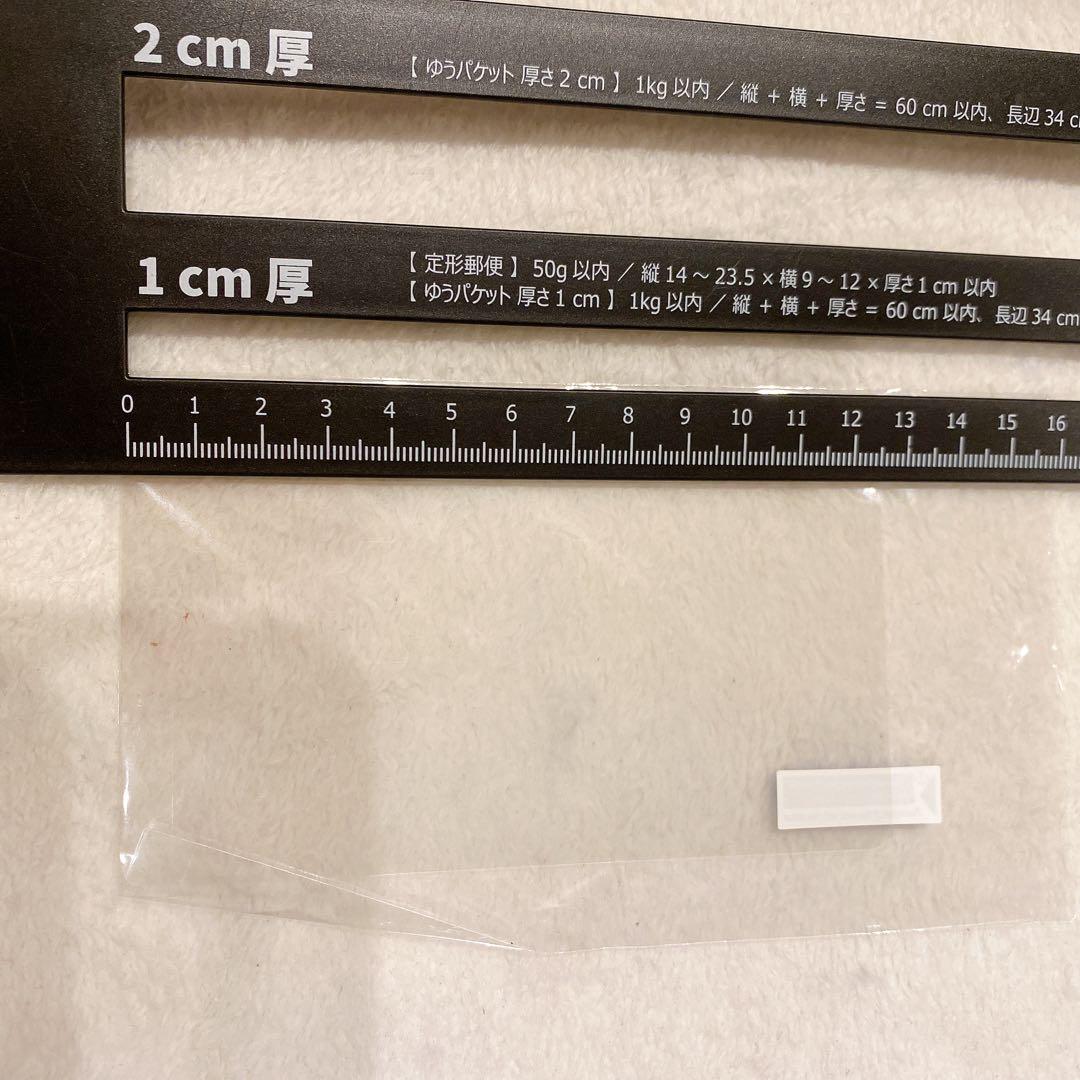 2 cm 厚
【 ゆうパケット 厚さ 2 cm 】 1kg 以内 ／ 縦 + 横 + 厚さ = 60 cm 以内、長辺 34 c
1 cm 厚
【 定形郵便 】 50g 以内 ／ 縦 14 ～ 23.5 × 横 9 ～ 12 × 厚さ 1 cm 以内
【 ゆうパケット 厚さ 1 cm 】 1kg 以内 ／ 縦 + 横 + 厚さ = 60 cm 以内、長辺 34 cm
0 1 2 3 4 5 6 7 8 9 10 11 12 13 14 15 16